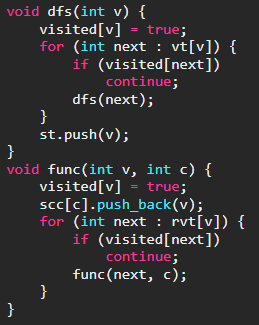 void dfs(int v) {
    visited[v] = true;
    for (int next : vt[v]) {
        if (visited[next])
            continue;
        dfs(next);
    }
    st.push(v);
}
void func(int v, int c) {
    visited[v] = true;
    scc[c].push_back(v);
    for (int next : rvt[v]) {
        if (visited[next])
            continue;
        func(next, c);
    }
}